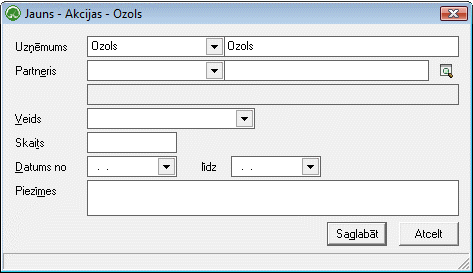 Jauns - Akcijas - Ozols
Uzņēmums Ozols Ozols
Partneris
Veids
Skaits
Datums no . . līdz . .
Piezīmes
Saglabāt Atcelt